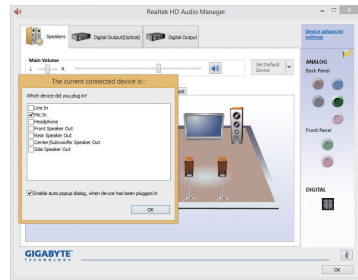 Realtek HD Audio Manager
Speakers
Digital Output(Optical)
Digital Output
Device advanced
settings
Main Volume
L
R
Set Default
Device
ANALOG
Back Panel
The current connected device is :
Which device did you plug in?
Line In
Mic In
Headphone
Front Speaker Out
Rear Speaker Out
Center/Subwoofer Speaker Out
Side Speaker Out
Enable auto popup dialog, when device has been plugged in
OK
Front Panel
DIGITAL
GIGABYTE
TECHNOLOGY
i
OK